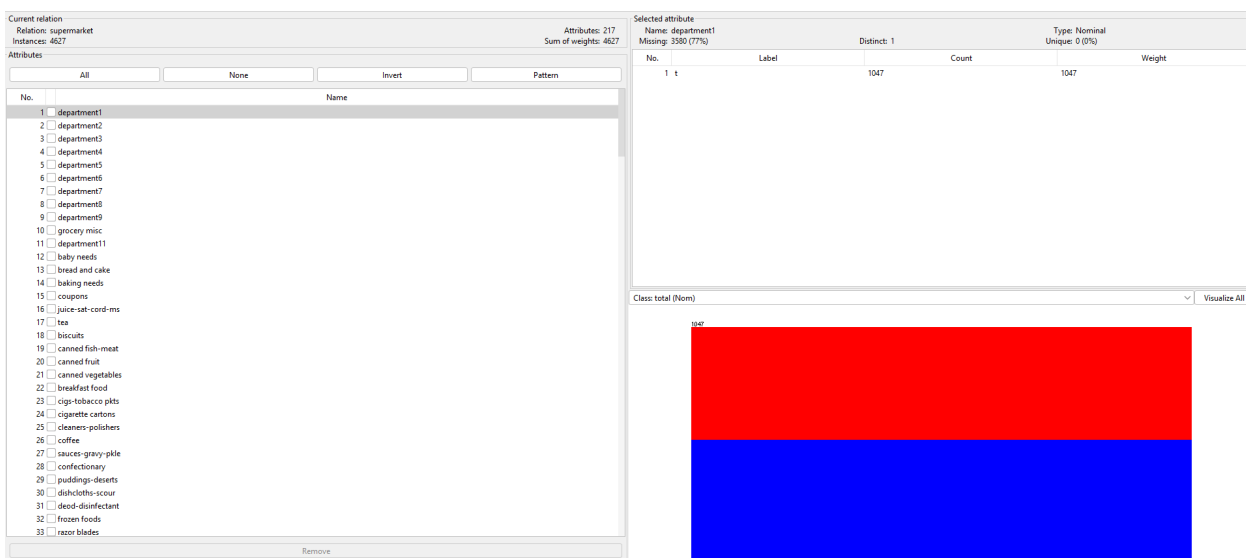 Current relation
Relation: supermarket Attributes: 217
Instances: 4627 Sum of weights: 4627
Attributes
All None Invert Pattern
No. Name
1 department1
2 department2
3 department3
4 department4
5 department5
6 department6
7 department7
8 department8
9 department9
10 grocery misc
11 department11
12 baby needs
13 bread and cake
14 baking needs
15 coupons
16 juice-sat-cord-ms
17 tea
18 biscuits
19 canned fish-meat
20 canned fruit
21 canned vegetables
22 breakfast food
23 cigs-tobacco pkts
24 cigarette cartons
25 cleaners-polishers
26 coffee
27 sauces-gravy-pkle
28 confectionary
29 puddings-deserts
30 dishcloths-scour
31 deod-disinfectant
32 frozen foods
33 razor blades
Remove
Selected attribute
Name: department1 Type: Nominal
Missing: 3580 (77%) Distinct: 1 Unique: 0 (0%)
No. Label Count Weight
1 t 1047 1047
Class: total (Nom) Visualize All
1047